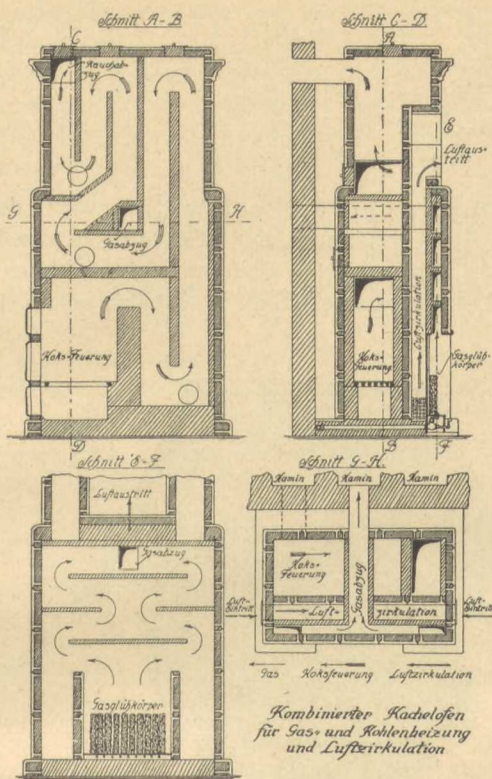 Schnitt A-B
C
Rauchab-
zug
G
H
Gasabzug
Koks-Feuerung
D
Schnitt C-D
A
E
Luftaus-
tritt
Luftzirkulation
Koks-
Feuerung
Gasglüh-
körper
B
F
Schnitt E-F
Luftaustritt
Gasabzug
Gasglühkörper
Schnitt G-H.
Kamin
Kamin
Kamin
Koks-
Feuerung
Gasabzug
Luft-
eintritt
Luft-
zirkulation
Luft-
eintritt
Gas
Koksfeuerung
Luftzirkulation
Kombinierter Kachelofen
für Gas- und Kohlenheizung
und Luftzirkulation